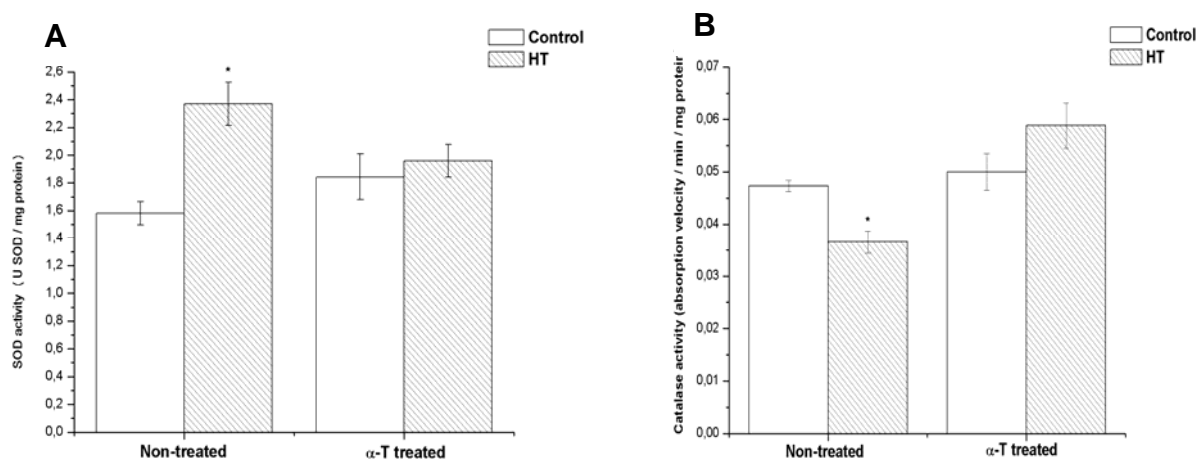 A
Control
HT
SOD activity ( U SOD / mg protein)
2,6
2,4
2,2
2,0
1,8
1,6
1,4
1,2
1,0
0,8
0,6
0,4
0,2
0,0
*
Non-treated
α-T treated
B
Control
HT
Catalase activity (absorption velocity / min / mg protein
0,07
0,06
0,05
0,04
0,03
0,02
0,01
0,00
*
Non-treated
α-T treated